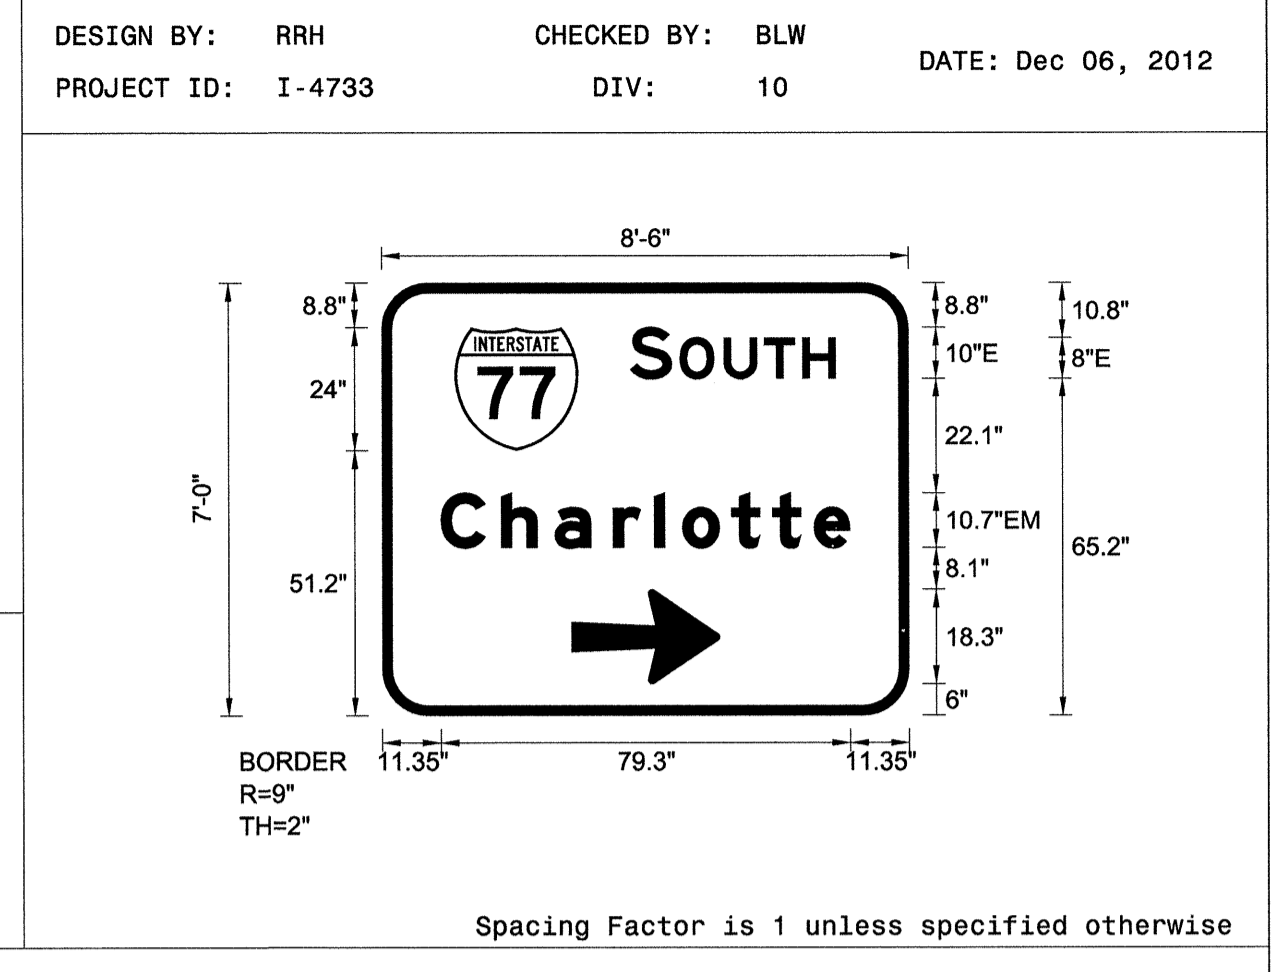 DESIGN BY: RRH CHECKED BY: BLW
DATE: Dec 06, 2012
PROJECT ID: I-4733 DIV: 10
8'-6"
8.8"
24"
51.2"
7'-0"
INTERSTATE
77
SOUTH
Charlotte
8.8"
10"E
22.1"
10.7"EM
8.1"
18.3"
6"
10.8"
8"E
65.2"
11.35" 79.3" 11.35"
BORDER
R=9"
TH=2"
Spacing Factor is 1 unless specified otherwise